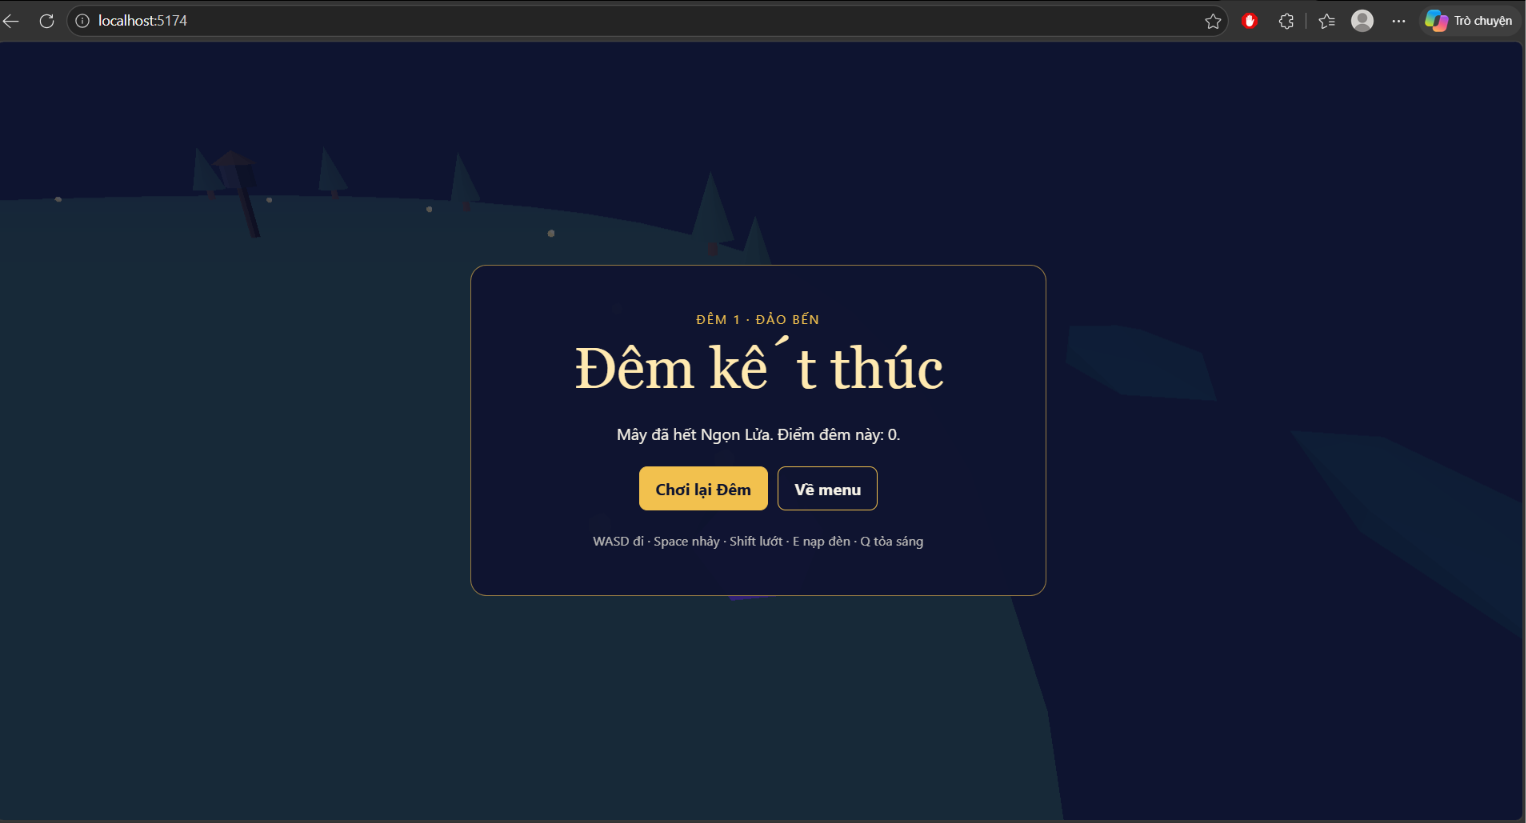 localhost:5174
Trò chuyện
ĐÊM 1 · ĐẢO BẾN
Đêm kết thúc
Mây đã hết Ngọn Lửa. Điểm đêm này: 0.
Chơi lại Đêm
Về menu
WASD đi · Space nhảy · Shift lướt · E nạp đèn · Q tỏa sáng